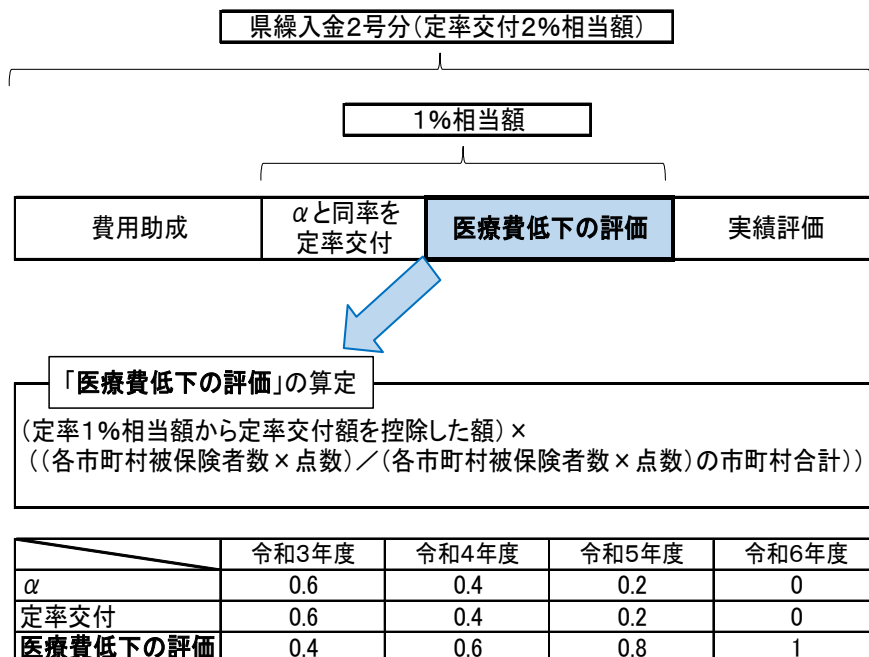 県繰入金2号分(定率交付2%相当額)
1%相当額
費用助成
αと同率を
定率交付
医療費低下の評価
実績評価
「医療費低下の評価」の算定
(定率1%相当額から定率交付額を控除した額)×
((各市町村被保険者数×点数)/(各市町村被保険者数×点数)の市町村合計))
令和3年度 令和4年度 令和5年度 令和6年度
α 0.6 0.4 0.2 0
定率交付 0.6 0.4 0.2 0
医療費低下の評価 0.4 0.6 0.8 1